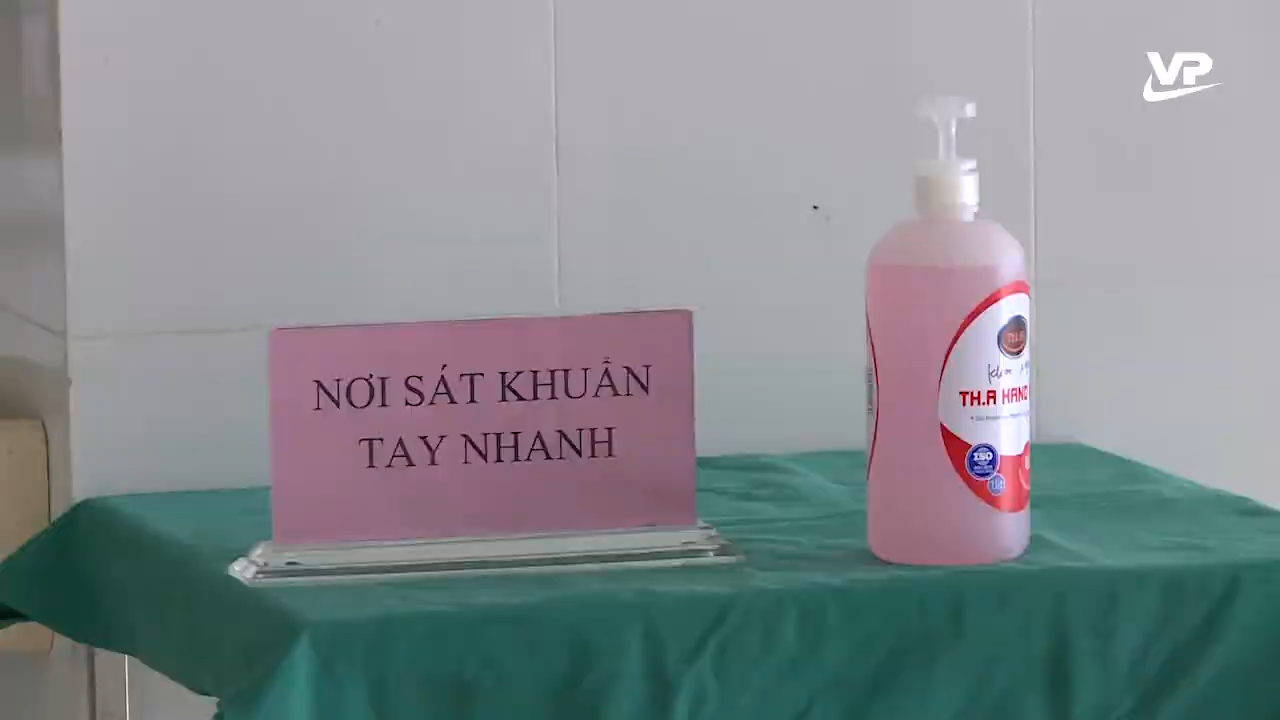 VP
NƠI SÁT KHUẨN
TAY NHANH
TH.A HAND
ISO